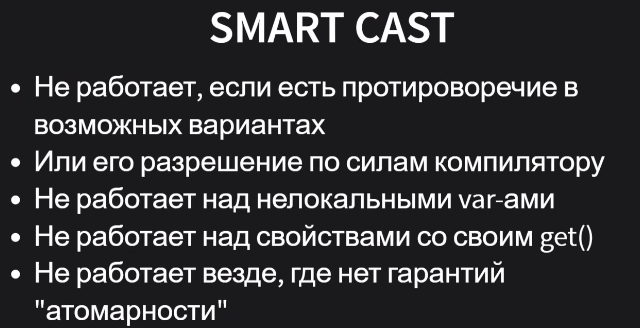 SMART CAST
• Не работает, если есть протироворечие в
возможных вариантах
• Или его разрешение по силам компилятору
• Не работает над нелокальными var-ами
• Не работает над свойствами со своим get()
• Не работает везде, где нет гарантий
"атомарности"